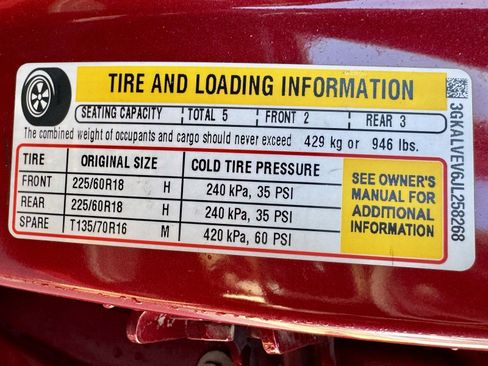 TIRE AND LOADING INFORMATION
SEATING CAPACITY TOTAL 5 FRONT 2 REAR 3
The combined weight of occupants and cargo should never exceed 429 kg or 946 lbs.
TIRE ORIGINAL SIZE COLD TIRE PRESSURE
FRONT 225/60R18 H 240 kPa, 35 PSI
REAR 225/60R18 H 240 kPa, 35 PSI
SPARE T135/70R16 M 420 kPa, 60 PSI
SEE OWNER'S
MANUAL FOR
ADDITIONAL
INFORMATION
3GKALVEV6JL258268